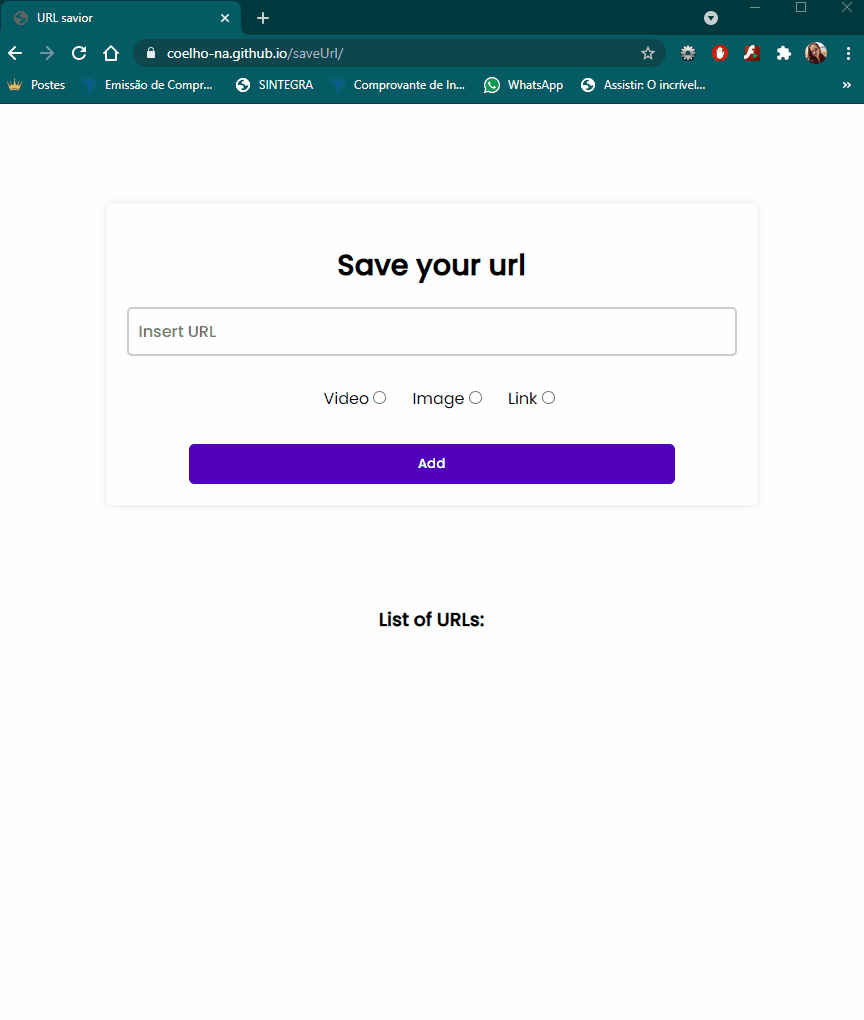 URL savior
coelho-na.github.io/saveUrl/
Postes Emissão de Compr... SINTEGRA Comprovante de In... WhatsApp Assistir: O incrível... »
Save your url
Insert URL
Video Image Link
Add
List of URLs: